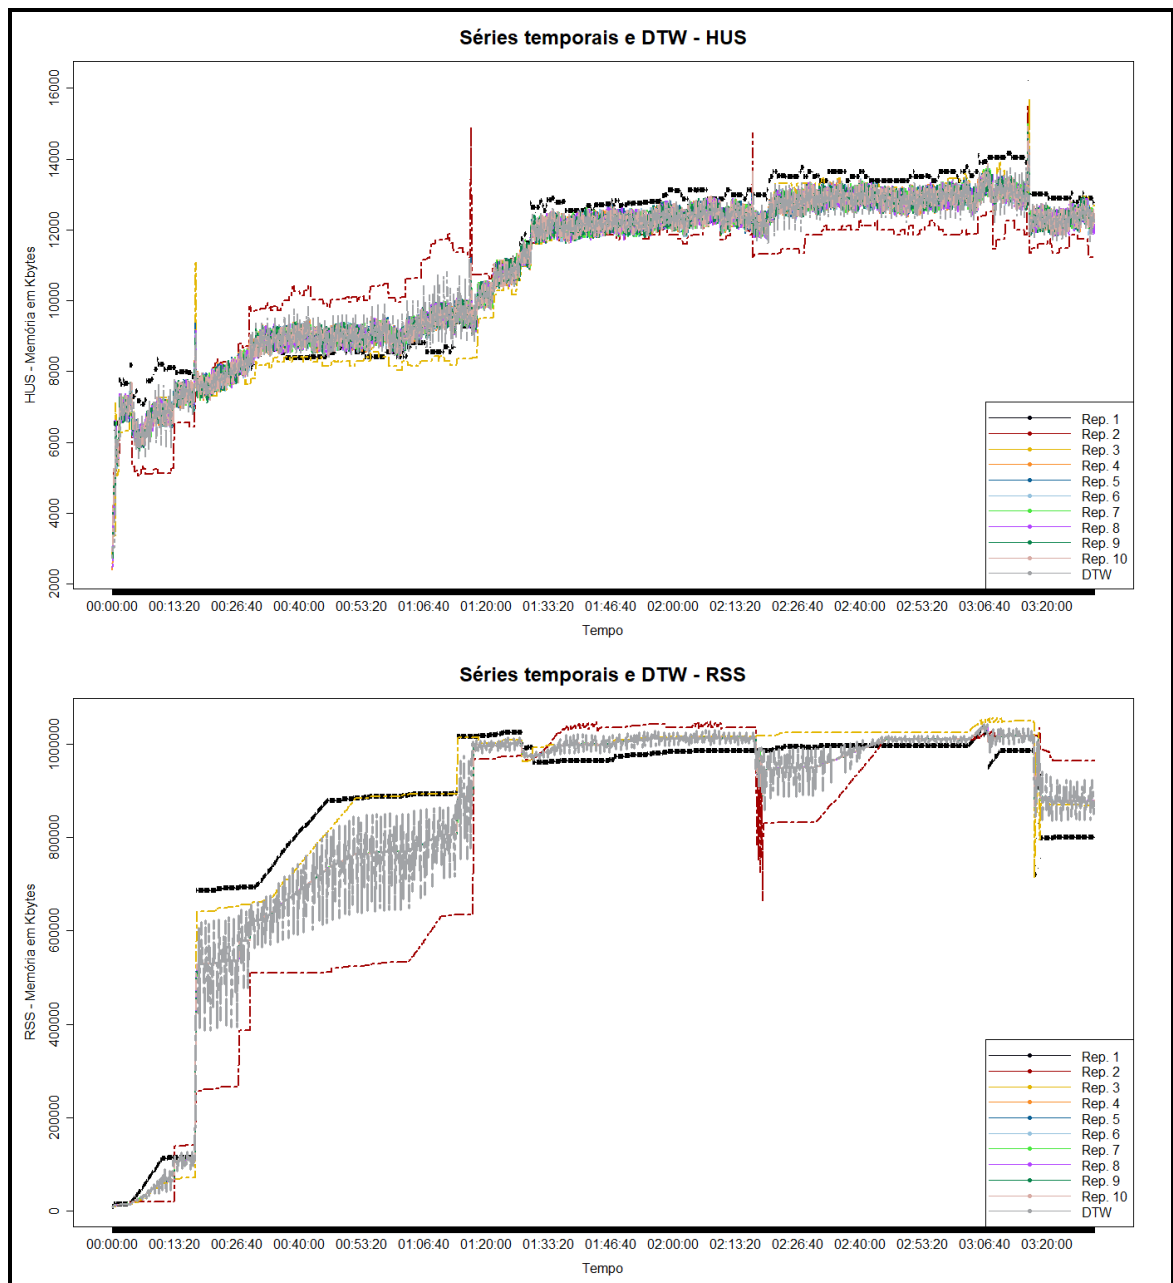 Séries temporais e DTW - HUS
HUS - Memória em Kbytes
16000
14000
12000
10000
8000
6000
4000
2000
00:00:00 00:13:20 00:26:40 00:40:00 00:53:20 01:06:40 01:20:00 01:33:20 01:46:40 02:00:00 02:13:20 02:26:40 02:40:00 02:53:20 03:06:40 03:20:00
Tempo
Rep. 1
Rep. 2
Rep. 3
Rep. 4
Rep. 5
Rep. 6
Rep. 7
Rep. 8
Rep. 9
Rep. 10
DTW
Séries temporais e DTW - RSS
RSS - Memória em Kbytes
1000000
800000
600000
400000
200000
0
00:00:00 00:13:20 00:26:40 00:40:00 00:53:20 01:06:40 01:20:00 01:33:20 01:46:40 02:00:00 02:13:20 02:26:40 02:40:00 02:53:20 03:06:40 03:20:00
Tempo
Rep. 1
Rep. 2
Rep. 3
Rep. 4
Rep. 5
Rep. 6
Rep. 7
Rep. 8
Rep. 9
Rep. 10
DTW